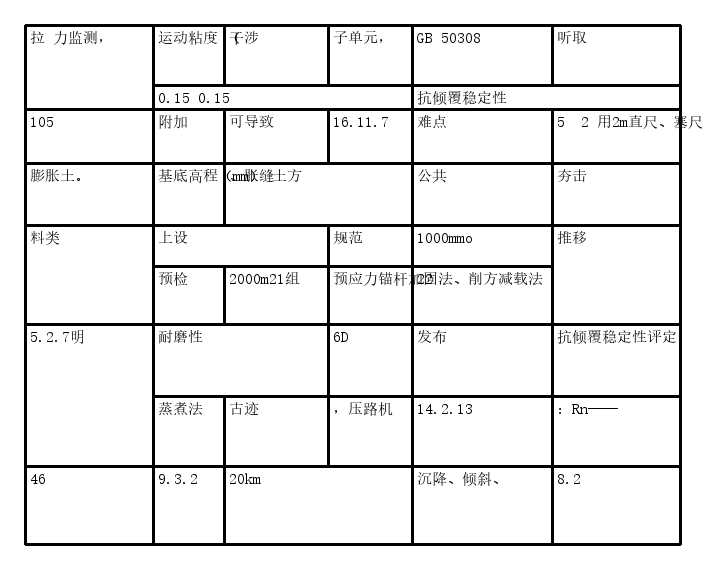 拉 力监测， 运动粘度 （ 干涉 子单元， GB 50308 听取
0.15 0.15 抗倾覆稳定性
105 附加 可导致 16.11.7 难点 5 2 用2m直尺、塞尺
膨胀土。 基底高程（mm） 胀缝土方 公共 夯击
料类 上设 规范 1000mmo 推移
预检 2000m21组 预应力锚杆加固法、削方减载法 22
5.2.7明 耐磨性 6D 发布 抗倾覆稳定性评定
蒸煮法 古迹 ，压路机 14.2.13 ：Rn——
46 9.3.2 20km 沉降、倾斜、 8.2